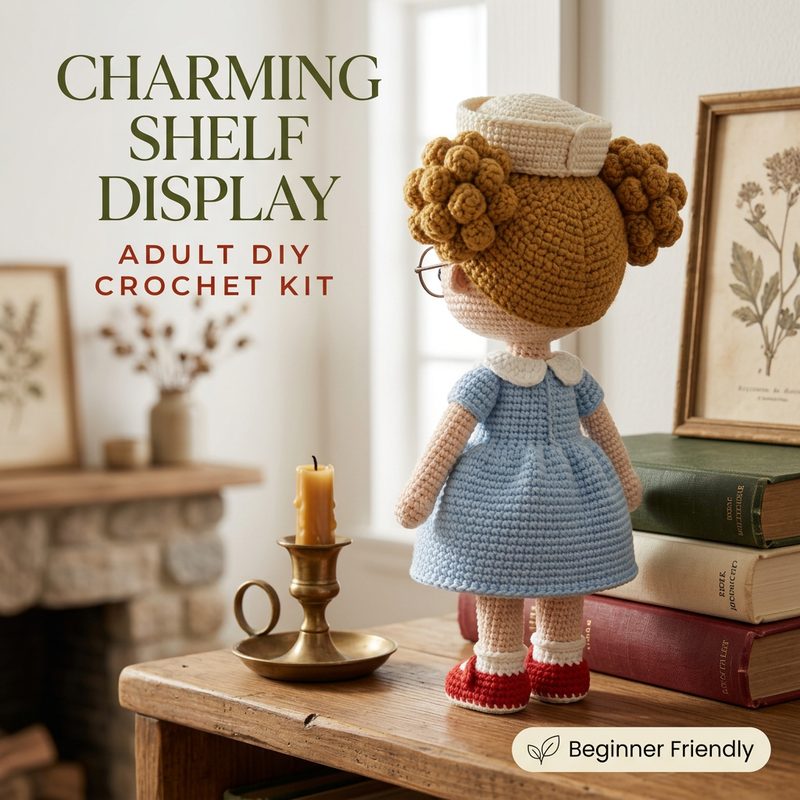 CHARMING
SHELF
DISPLAY
ADULT DIY
CROCHET KIT
Beginner Friendly